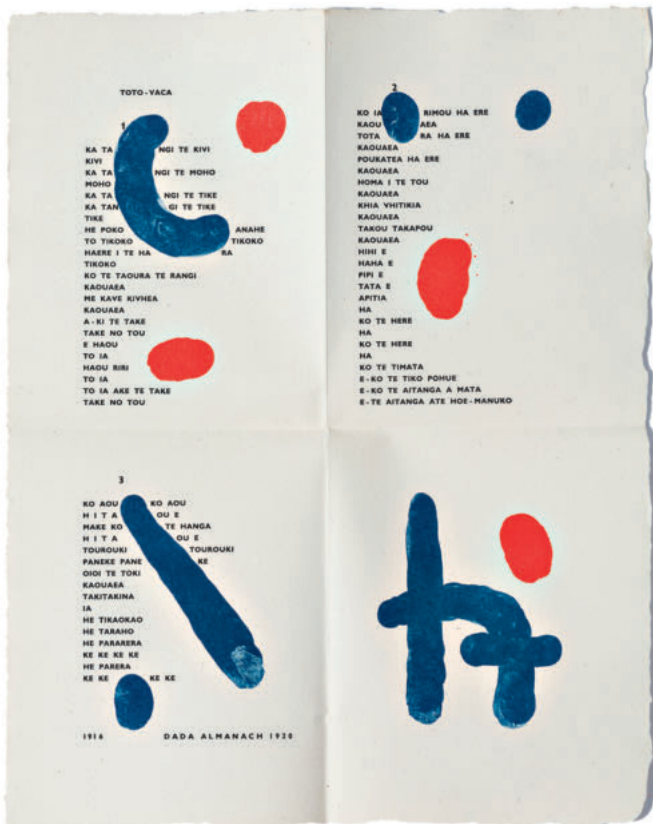 TOTO-VACA
1
KA TA NGI TE KIVI
KIVI
KA TA NGI TE MOHO
MOHO
KA TA NGI TE TIKE
KA TAN GI TE TIKE
TIKE
HE POKO ANAHE
TO TIKOKO TIKOKO
HAERE I TE HA RA
TIKOKO
KO TE TAOURA TE RANGI
KAOUAEA
ME KAVE KIVHEA
KAOUAEA
A-KI TE TAKE
TAKE NO TOU
E HAOU
TO IA
HAOU RIRI
TO IA
TO IA AKE TE TAKE
TAKE NO TOU
2
KO IA RIMOU HA ERE
KAOU AEA
TOTA RA HA ERE
KAOUAEA
POUKATEA HA ERE
KAOUAEA
HOMA I TE TOU
KAOUAEA
KHIA VHITIKIA
KAOUAEA
TAKOU TAKAPOU
KAOUAEA
HIHI E
HAHA E
PIPI E
TATA E
APITIA
HA
KO TE HERE
HA
KO TE HERE
HA
KO TE TIMATA
E-KO TE TIKO POHUE
E-KO TE AITANGA A MATA
E-TE AITANGA ATE HOE-MANUKO
3
KO AOU KO AOU
HITA OU E
MAKE KO TE HANGA
HITA OU E
TOUROUKI TOUROUKI
PANEKE PANE KE
OIOI TE TOKI
KAOUAEA
TAKITAKINA
IA
HE TIKAOKAO
HE TARAHO
HE PARARERA
KE KE KE KE
HE PARERA
KE KE KE KE
1916 DADA ALMANACH 1920